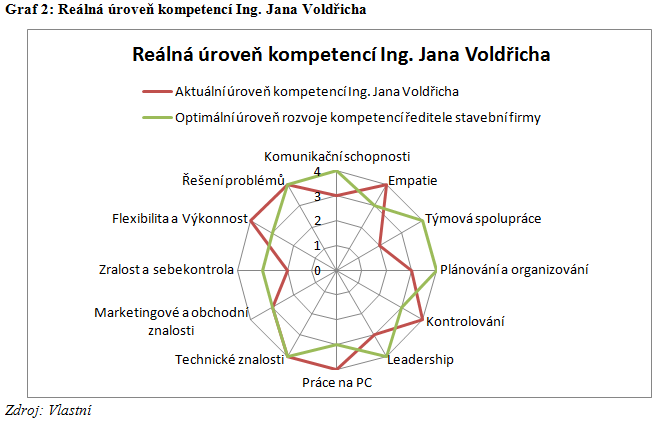 Graf 2: Reálná úroveň kompetencí Ing. Jana Voldřicha
Reálná úroveň kompetencí Ing. Jana Voldřicha
Aktuální úroveň kompetencí Ing. Jana Voldřicha
Optimální úroveň rozvoje kompetencí ředitele stavební firmy
Komunikační schopnosti
Řešení problémů
4
Empatie
3
Flexibilita a Výkonnost
2
Týmová spolupráce
1
Zralost a sebekontrola
0
Plánování a organizování
Marketingové a obchodní
znalosti
Kontrolování
Technické znalosti
Leadership
Práce na PC
Zdroj: Vlastní